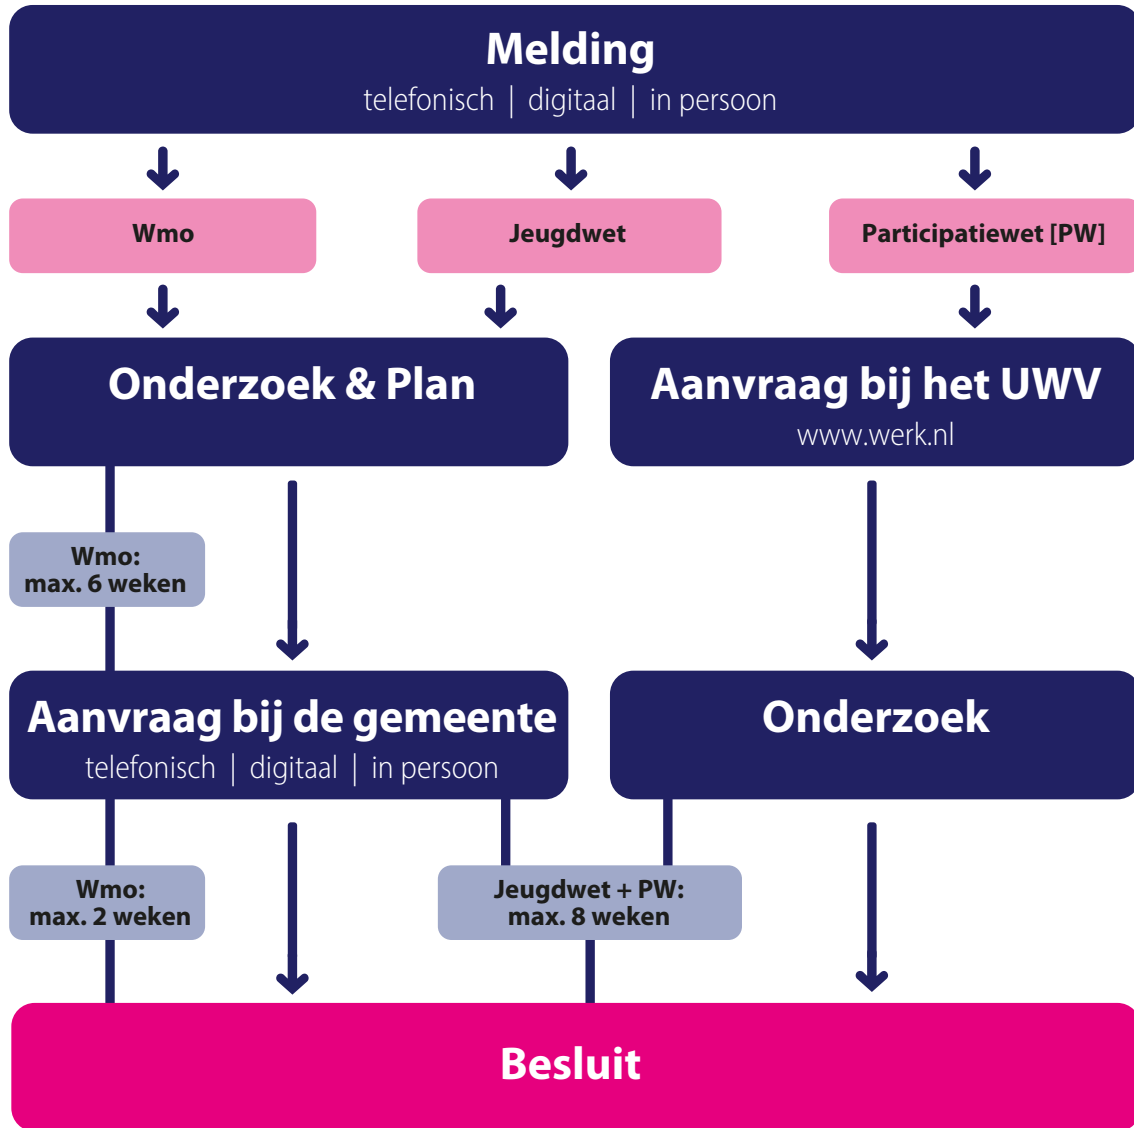 Melding
telefonisch | digitaal | in persoon
Wmo
Jeugdwet
Participatiewet [PW]
Onderzoek & Plan
Aanvraag bij het UWV
www.werk.nl
Wmo:
max. 6 weken
Aanvraag bij de gemeente
telefonisch | digitaal | in persoon
Onderzoek
Wmo:
max. 2 weken
Jeugdwet + PW:
max. 8 weken
Besluit